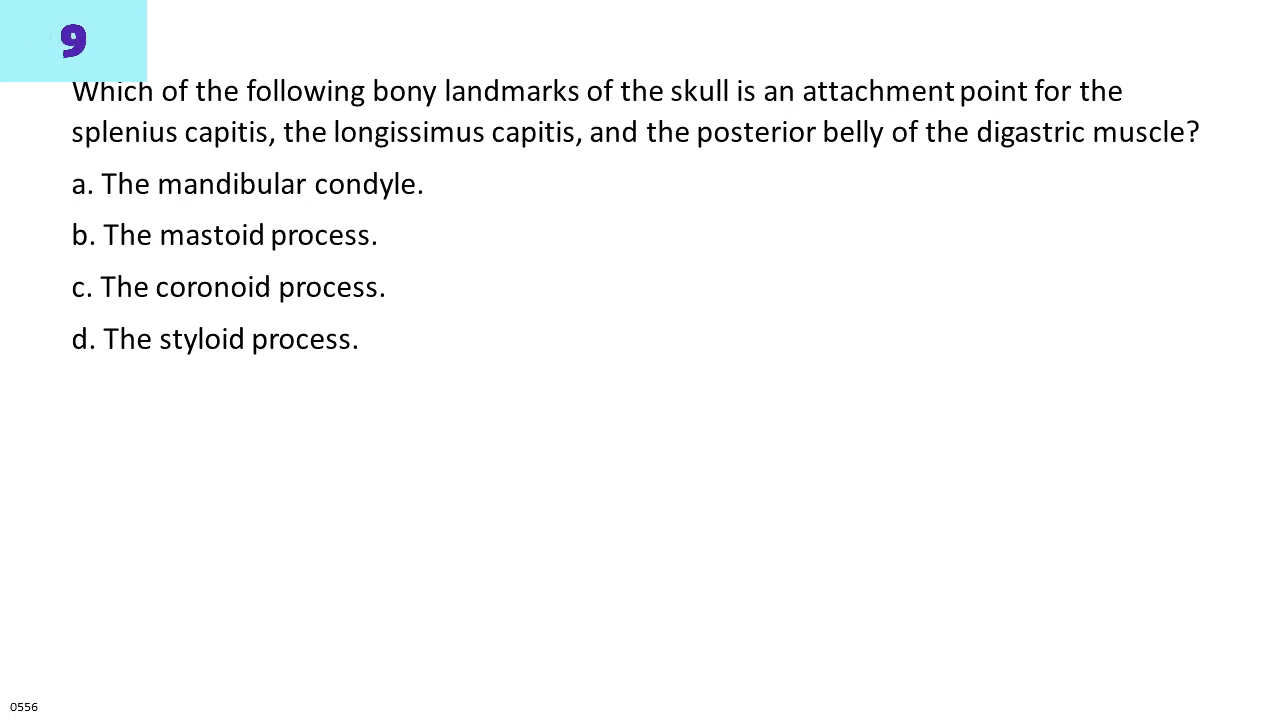 9
Which of the following bony landmarks of the skull is an attachment point for the
splenius capitis, the longissimus capitis, and the posterior belly of the digastric muscle?
a. The mandibular condyle.
b. The mastoid process.
c. The coronoid process.
d. The styloid process.
0556